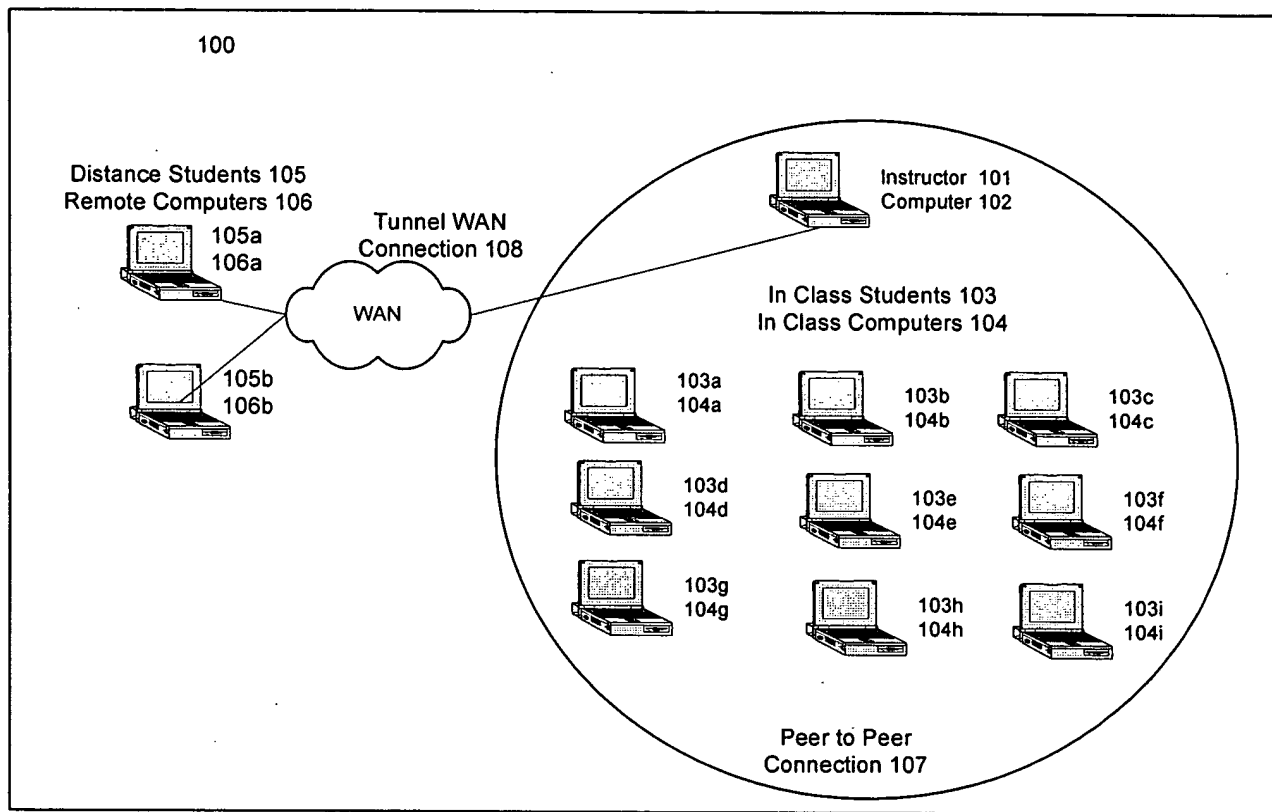 100
Distance Students 105
Remote Computers 106
105a
106a
105b
106b
Tunnel WAN
Connection 108
WAN
Instructor 101
Computer 102
In Class Students 103
In Class Computers 104
103a
104a
103b
104b
103c
104c
103d
104d
103e
104e
103f
104f
103g
104g
103h
104h
103i
104i
Peer to Peer
Connection 107